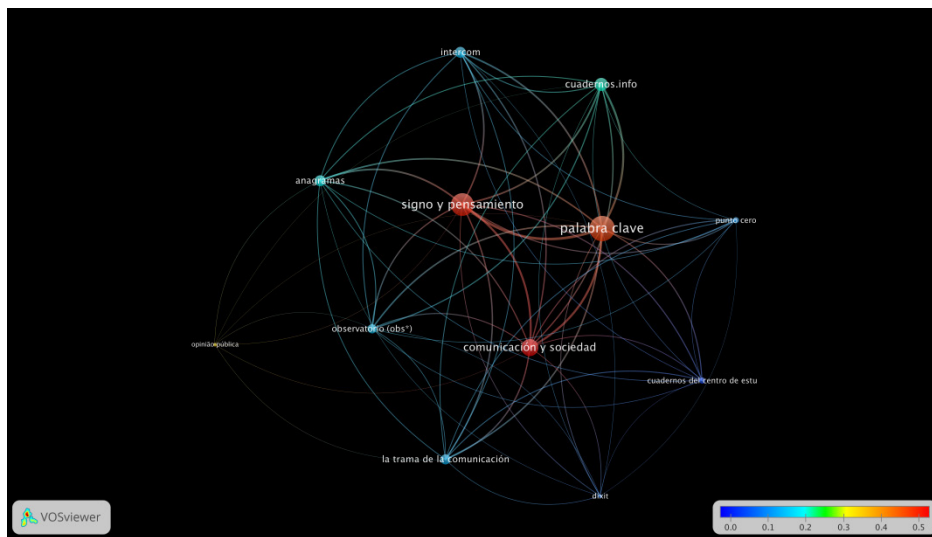 intercom
cuadernos.info
anagramas
signo y pensamiento
punto cero
palabra clave
observatorio (obs*)
opinião pública
comunicación y sociedad
cuadernos del centro de estu
la trama de la comunicación
dixit
VOSviewer
0.0 0.1 0.2 0.3 0.4 0.5